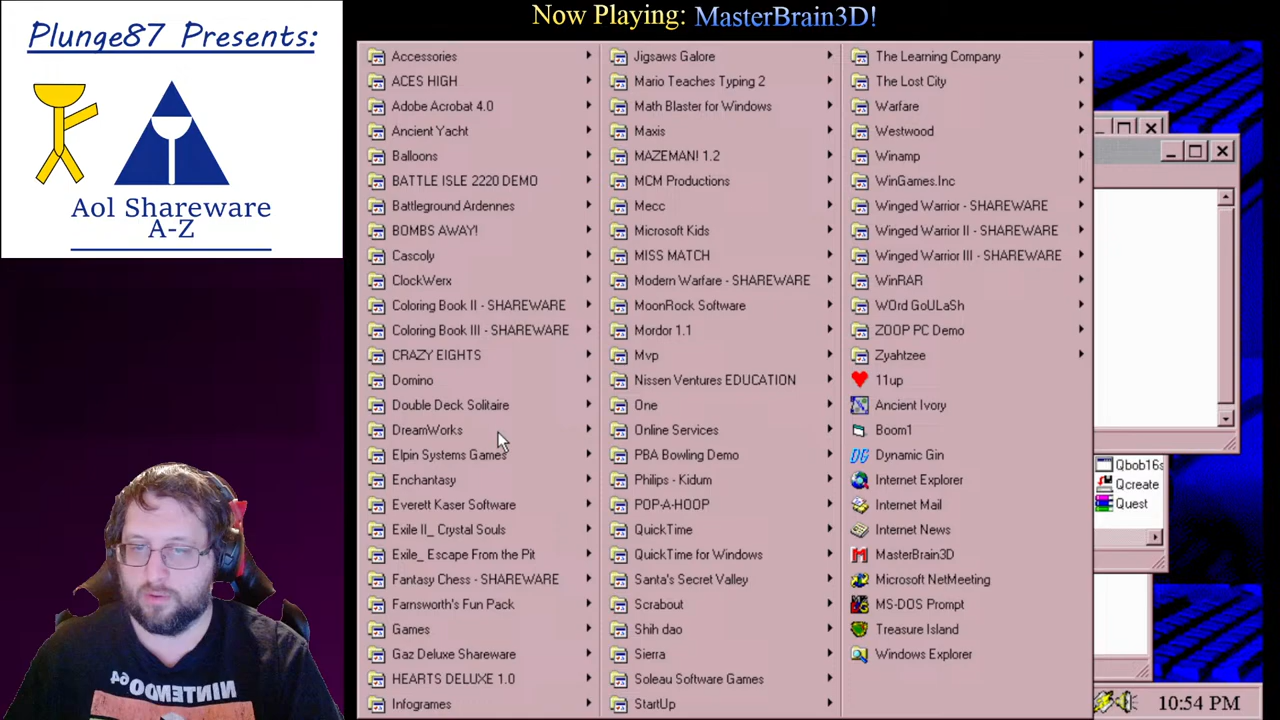 Now Playing: MasterBrain3D!
Plunge87 Presents:
Aol Shareware
A-Z
Accessories
ACES HIGH
Adobe Acrobat 4.0
Ancient Yacht
Balloons
BATTLE ISLE 2220 DEMO
Battleground Ardennes
BOMBS AWAY!
Cascoly
ClockWerx
Coloring Book II - SHAREWARE
Coloring Book III - SHAREWARE
CRAZY EIGHTS
Domino
Double Deck Solitaire
DreamWorks
Elpin Systems Games
Enchantasy
Everett Kaser Software
Exile II_ Crystal Souls
Exile_ Escape From the Pit
Fantasy Chess - SHAREWARE
Farnsworth's Fun Pack
Games
Gaz Deluxe Shareware
HEARTS DELUXE 1.0
Infogrames
Jigsaws Galore
Mario Teaches Typing 2
Math Blaster for Windows
Maxis
MAZEMAN! 1.2
MCM Productions
Mecc
Microsoft Kids
MISS MATCH
Modern Warfare - SHAREWARE
MoonRock Software
Mordor 1.1
Mvp
Nissen Ventures EDUCATION
One
Online Services
PBA Bowling Demo
Philips - Kidum
POP-A-HOOP
QuickTime
QuickTime for Windows
Santa's Secret Valley
Scrabout
Shih dao
Sierra
Soleau Software Games
StartUp
The Learning Company
The Lost City
Warfare
Westwood
Winamp
WinGames.Inc
Winged Warrior - SHAREWARE
Winged Warrior II - SHAREWARE
Winged Warrior III - SHAREWARE
WinRAR
WOrd GoULaSh
ZOOP PC Demo
Zyahtzee
11up
Ancient Ivory
Boom1
Dynamic Gin
Internet Explorer
Internet Mail
Internet News
MasterBrain3D
Microsoft NetMeeting
MS-DOS Prompt
Treasure Island
Windows Explorer
Qbob16s
Qcreate
Quest
10:54 PM
NINTENDO64